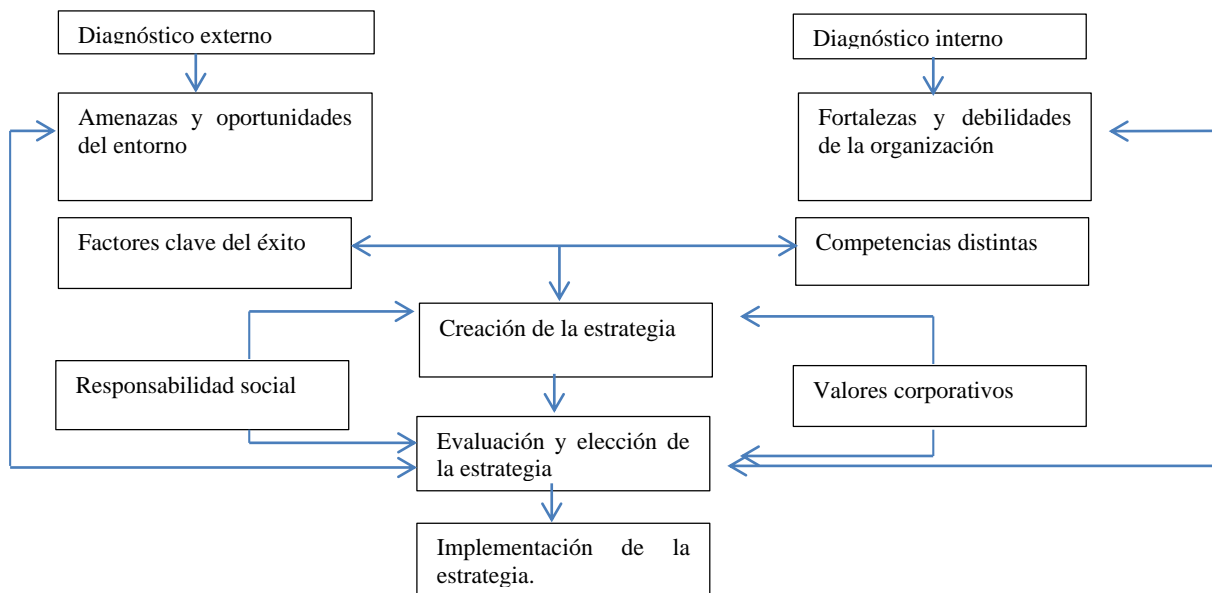 Diagnóstico externo
Diagnóstico interno
Amenazas y oportunidades
del entorno
Fortalezas y debilidades
de la organización
Factores clave del éxito
Competencias distintas
Creación de la estrategia
Responsabilidad social
Valores corporativos
Evaluación y elección de
la estrategia
Implementación de la
estrategia.